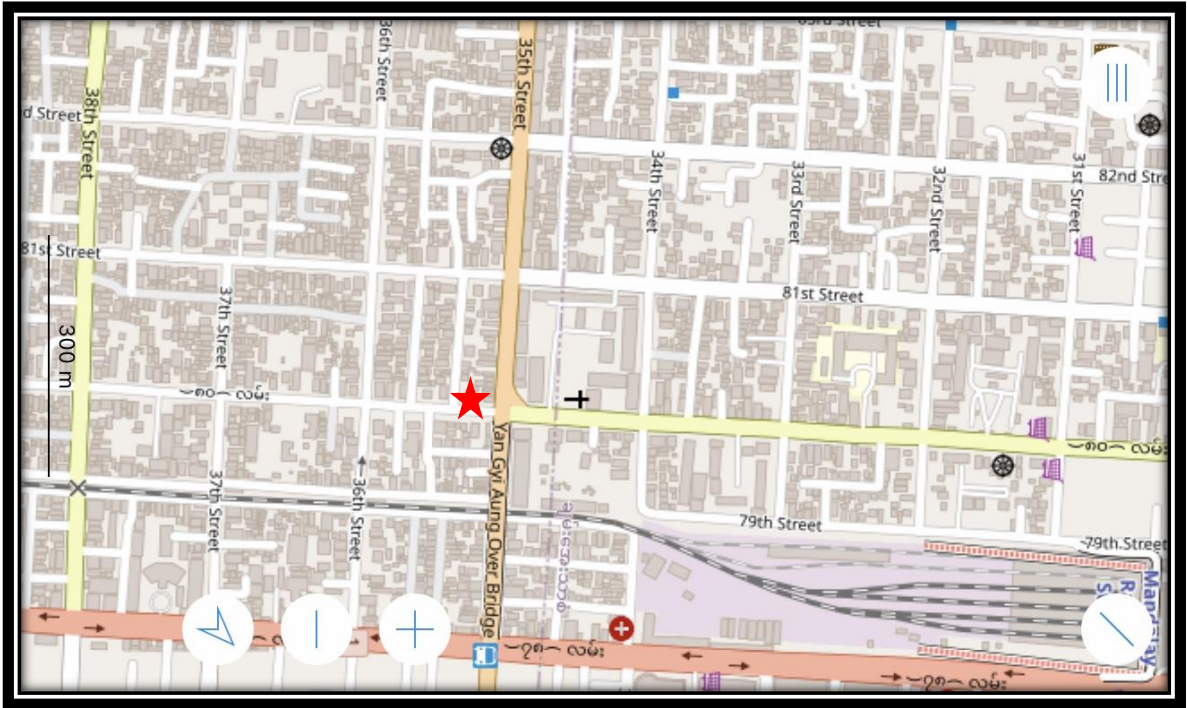 83rd Street
36th Street
35th Street
38th Street
d Street
34th Street
33rd Street
32nd Street
31st Street
82nd Stre
81st Street
81st Street
37th Street
300 m
၈၀ လမ်း
၈၀ လမ်း
Yan Gyi Aung Over Bridge
37th Street
36th Street
79th Street
79th Street
Mandalay
၇၈ လမ်း
၇၈ လမ်း